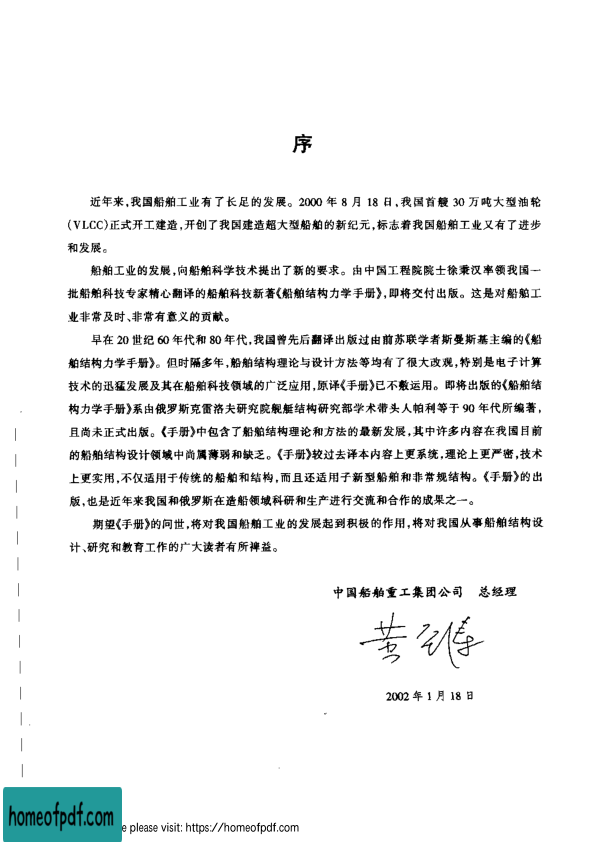 序
近年来,我国船舶工业有了长足的发展。2000年8月18日,我国首艘30万吨大型油轮
(VLCC)正式开工建造,开创了我国建造超大型船舶的新纪元,标志着我国船舶工业又有了进步
和发展。
船舶工业的发展,向船舶科学技术提出了新的要求。由中国工程院院士徐秉汉率领我国一
批船舶科技专家精心翻译的船舶科技新著《船舶结构力学手册》,即将交付出版。这是对船舶工
业非常及时、非常有意义的贡献。
早在20世纪60年代和80年代,我国曾先后翻译出版过由前苏联学者斯曼斯基主编的《船
舶结构力学手册》。但时隔多年,船舶结构理论与设计方法等均有了很大改观,特别是电子计算
技术的迅猛发展及其在船舶科技领域的广泛应用,原译《手册》已不敷运用。即将出版的《船舶结
构力学手册》系由俄罗斯克雷洛夫研究院舰艇结构研究部学术带头人帕利等于90年代所编著,
且尚未正式出版。《手册》中包含了船舶结构理论和方法的最新发展,其中许多内容在我国目前
的船舶结构设计领域中尚属薄弱和缺乏。《手册》较过去译本内容上更系统,理论上更严密,技术
上更实用,不仅适用于传统的船舶和结构,而且还适用于新型船舶和非常规结构。《手册》的出
版,也是近年来我国和俄罗斯在造船领域科研和生产进行交流和合作的成果之一。
期望《手册》的问世,将对我国船舶工业的发展起到积极的作用,将对我国从事船舶结构设
计、研究和教育工作的广大读者有所裨益。
中国船舶重工集团公司 总经理
2002年1月18日
homeofpdf.com
e please visit: https://homeofpdf.com